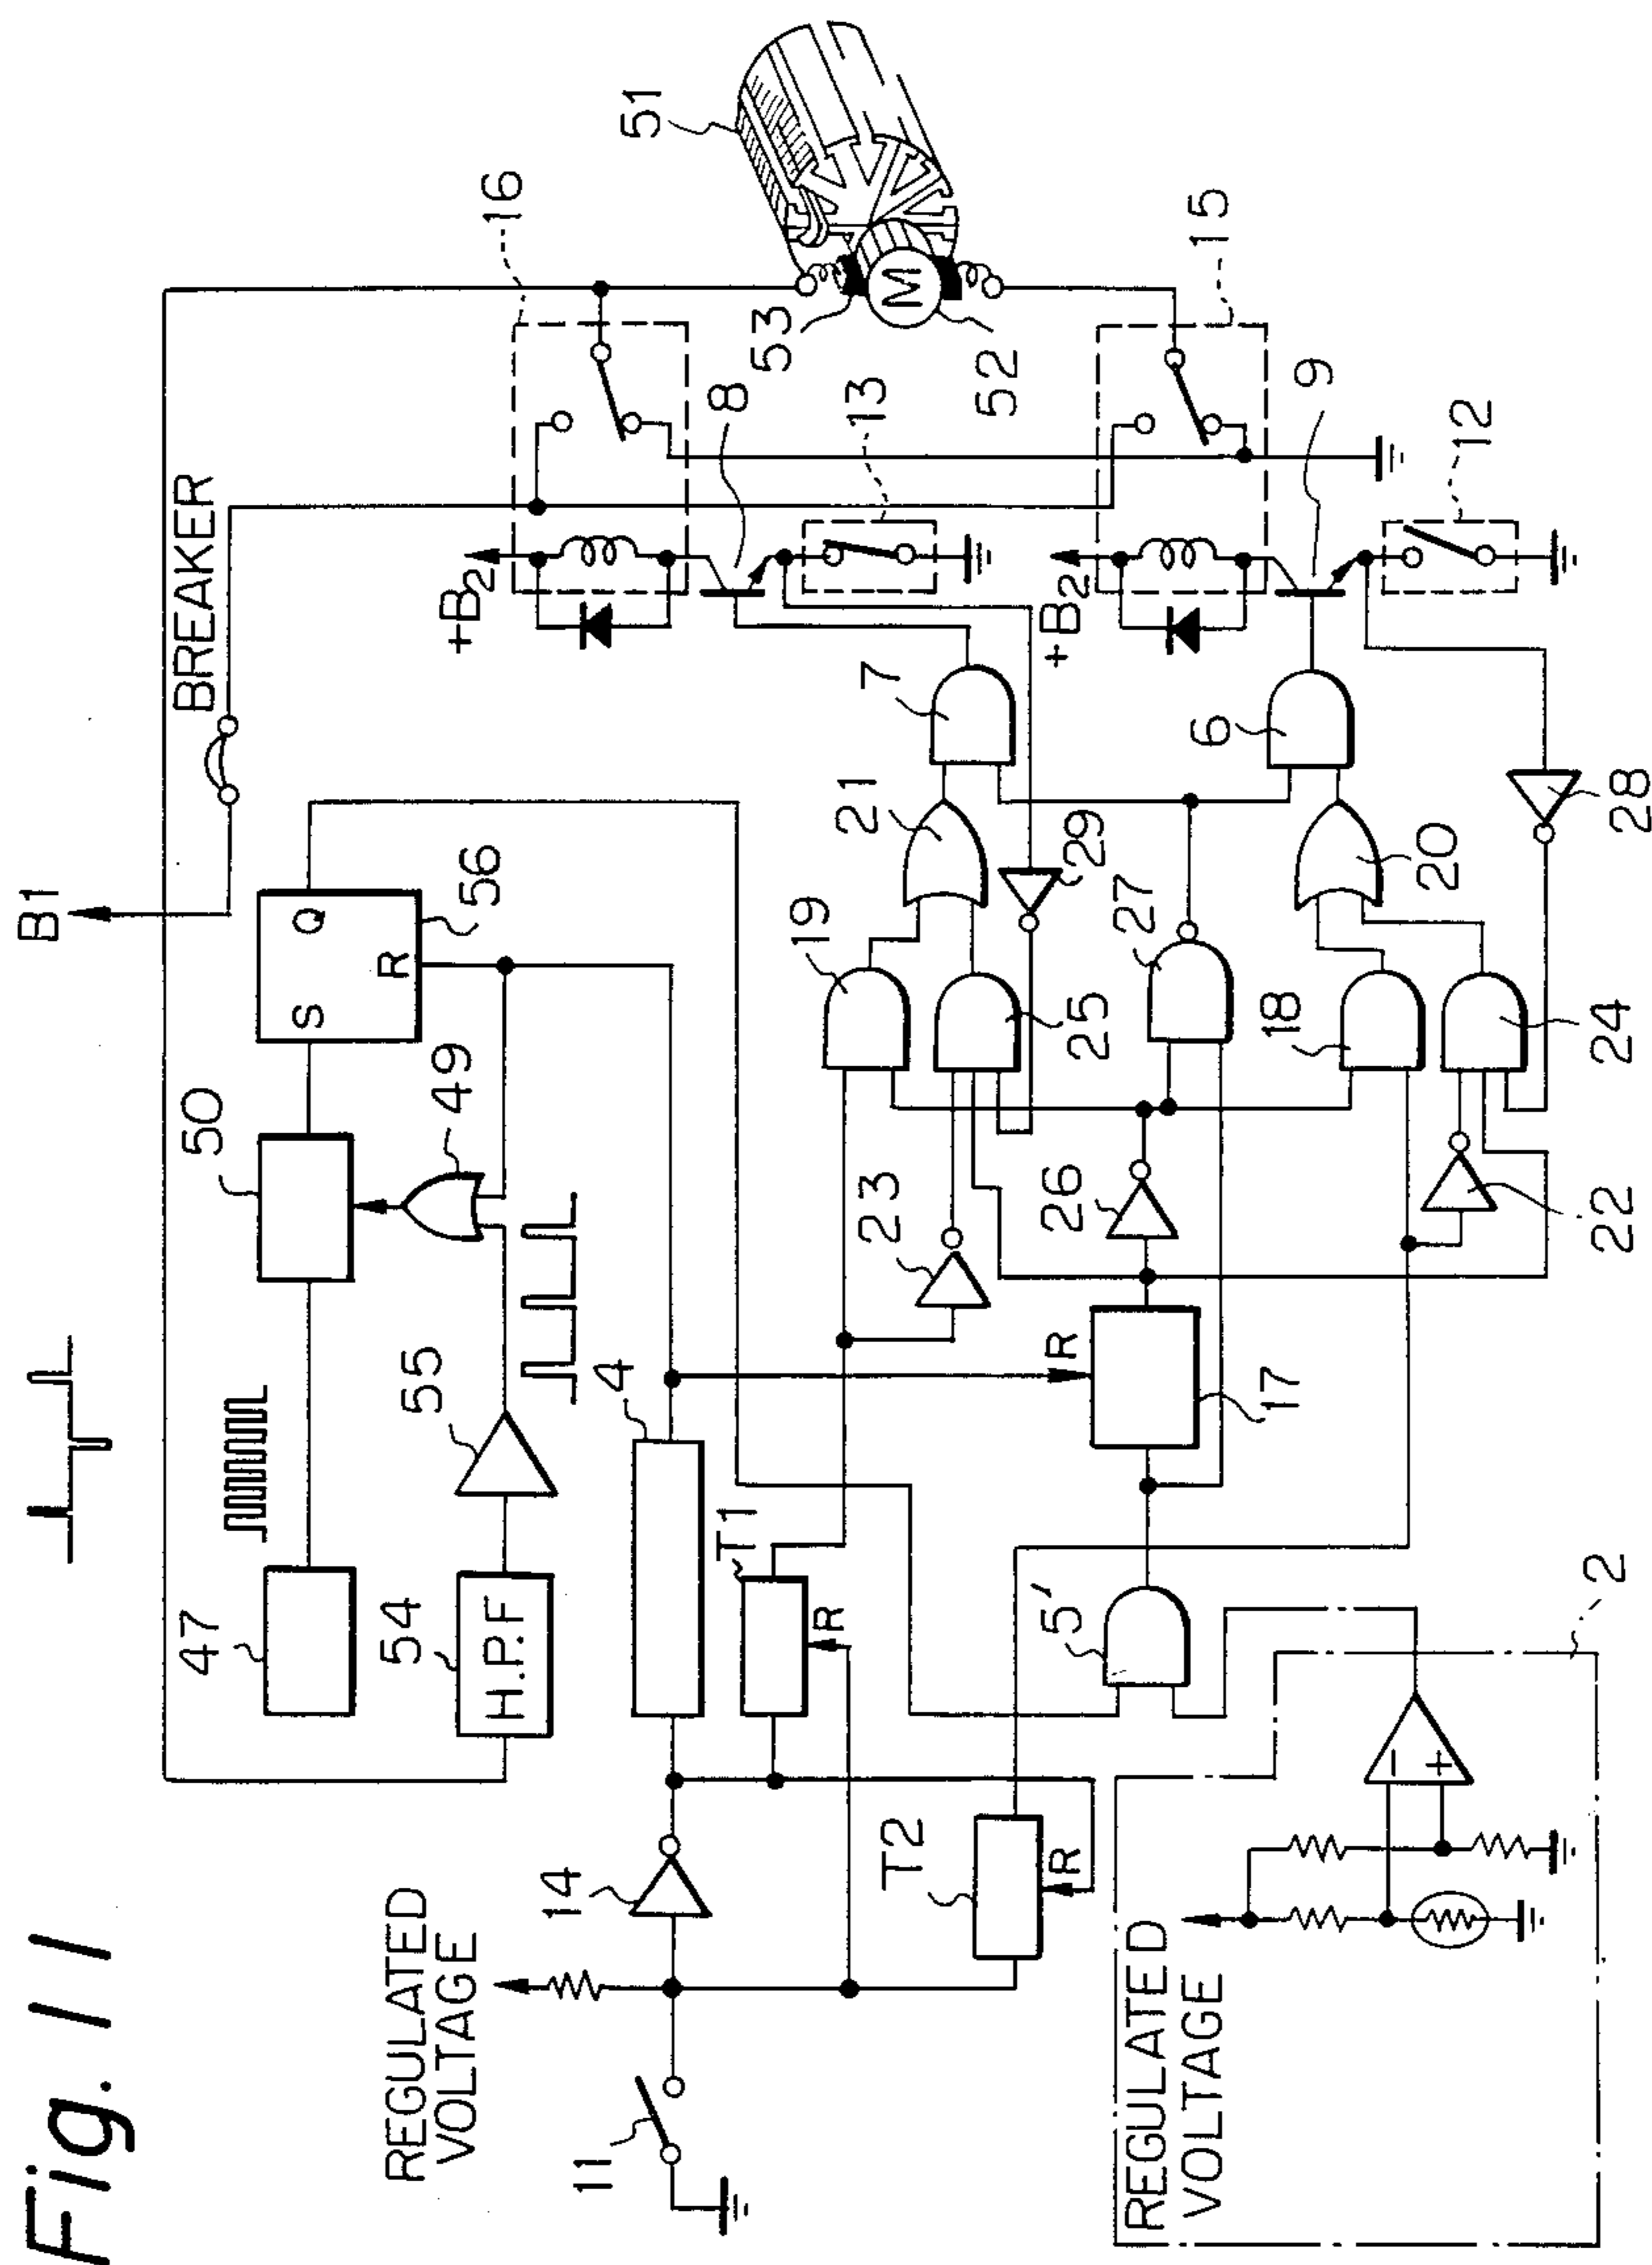 Fig. 11
B1
BREAKER
47
50
S
Q
R
56
49
54
H.P.F
55
4
T1
R
REGULATED
VOLTAGE
14
11
T2
R
5'
2
REGULATED
VOLTAGE
−
+
R
17
23
26
22
19
25
27
18
24
21
29
20
28
7
6
+B2
8
13
+B2
9
12
16
15
53
52
M
51